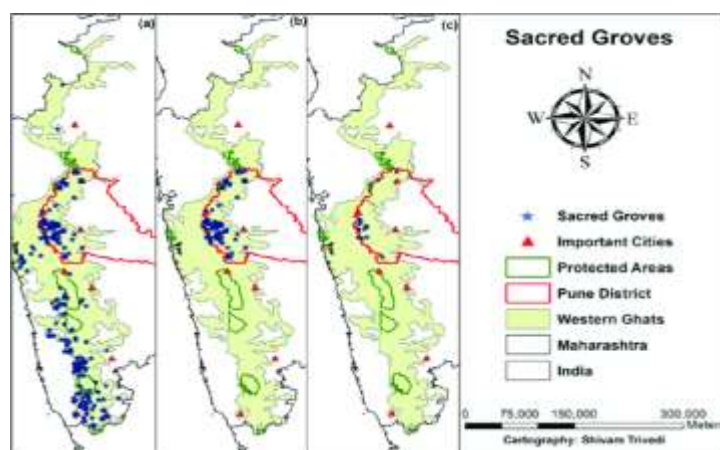 (a)
(b)
(c)
Sacred Groves
N
W
E
S
Sacred Groves
Important Cities
Protected Areas
Pune District
Western Ghats
Maharashtra
India
0 75,000 150,000 300,000
Meters
Cartography: Shivam Trivedi